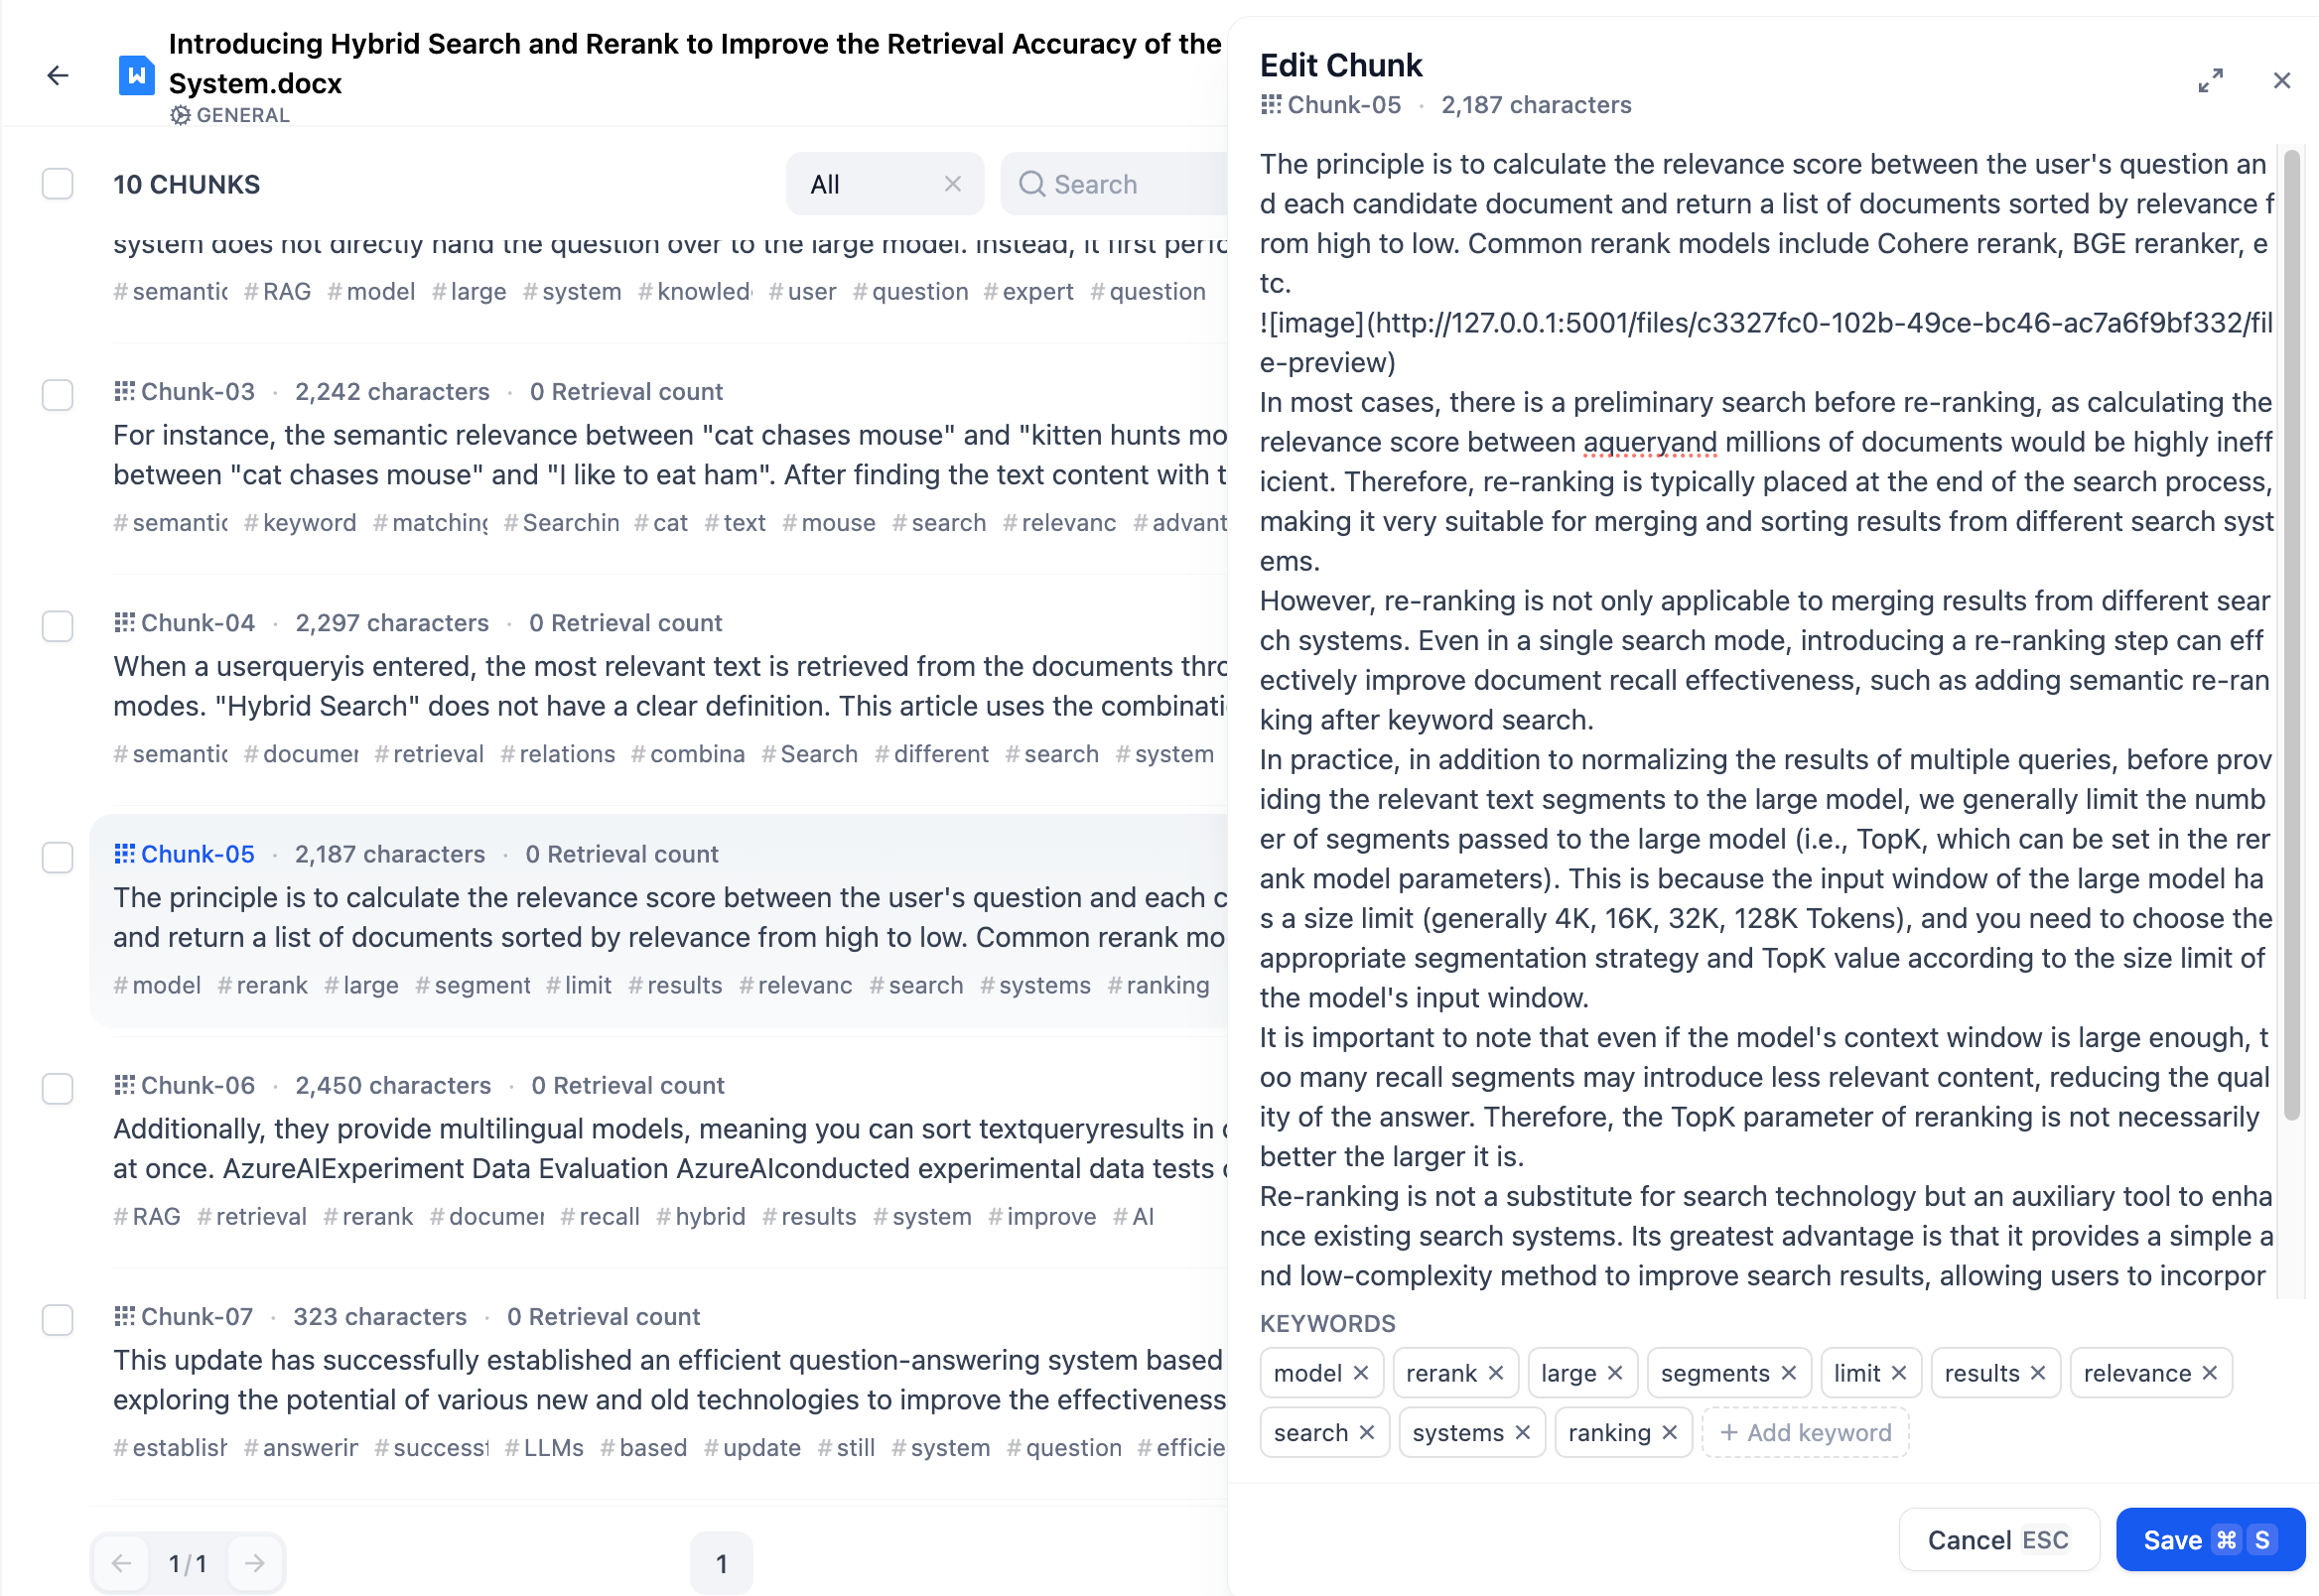 Introducing Hybrid Search and Rerank to Improve the Retrieval Accuracy of the
System.docx
GENERAL
10 CHUNKS
All
Search
system does not directly hand the question over to the large model. Instead, it first perfo
#semantic #RAG #model #large #system #knowled #user #question #expert #question
Chunk-03 · 2,242 characters · 0 Retrieval count
For instance, the semantic relevance between "cat chases mouse" and "kitten hunts mo
between "cat chases mouse" and "I like to eat ham". After finding the text content with t
#semantic #keyword #matching #Searchin #cat #text #mouse #search #relevanc #advant
Chunk-04 · 2,297 characters · 0 Retrieval count
When a userqueryis entered, the most relevant text is retrieved from the documents thro
modes. "Hybrid Search" does not have a clear definition. This article uses the combinati
#semantic #documer #retrieval #relations #combina #Search #different #search #system
Chunk-05 · 2,187 characters · 0 Retrieval count
The principle is to calculate the relevance score between the user's question and each c
and return a list of documents sorted by relevance from high to low. Common rerank mo
#model #rerank #large #segment #limit #results #relevanc #search #systems #ranking
Chunk-06 · 2,450 characters · 0 Retrieval count
Additionally, they provide multilingual models, meaning you can sort textqueryresults in d
at once. AzureAIExperiment Data Evaluation AzureAIconducted experimental data tests o
#RAG #retrieval #rerank #documer #recall #hybrid #results #system #improve #AI
Chunk-07 · 323 characters · 0 Retrieval count
This update has successfully established an efficient question-answering system based
exploring the potential of various new and old technologies to improve the effectiveness
#establish #answerin #success #LLMs #based #update #still #system #question #efficie
1/1
1
Edit Chunk
Chunk-05 · 2,187 characters
The principle is to calculate the relevance score between the user's question an
d each candidate document and return a list of documents sorted by relevance f
rom high to low. Common rerank models include Cohere rerank, BGE reranker, e
tc.
![image](http://127.0.0.1:5001/files/c3327fc0-102b-49ce-bc46-ac7a6f9bf332/fil
e-preview)
In most cases, there is a preliminary search before re-ranking, as calculating the
relevance score between aqueryand millions of documents would be highly ineff
icient. Therefore, re-ranking is typically placed at the end of the search process,
making it very suitable for merging and sorting results from different search syst
ems.
However, re-ranking is not only applicable to merging results from different sear
ch systems. Even in a single search mode, introducing a re-ranking step can eff
ectively improve document recall effectiveness, such as adding semantic re-ran
king after keyword search.
In practice, in addition to normalizing the results of multiple queries, before prov
iding the relevant text segments to the large model, we generally limit the numb
er of segments passed to the large model (i.e., TopK, which can be set in the rer
ank model parameters). This is because the input window of the large model ha
s a size limit (generally 4K, 16K, 32K, 128K Tokens), and you need to choose the
appropriate segmentation strategy and TopK value according to the size limit of
the model's input window.
It is important to note that even if the model's context window is large enough, t
oo many recall segments may introduce less relevant content, reducing the qual
ity of the answer. Therefore, the TopK parameter of reranking is not necessarily
better the larger it is.
Re-ranking is not a substitute for search technology but an auxiliary tool to enha
nce existing search systems. Its greatest advantage is that it provides a simple a
nd low-complexity method to improve search results, allowing users to incorpor
KEYWORDS
model × rerank × large × segments × limit × results × relevance ×
search × systems × ranking × + Add keyword
Cancel ESC
Save ⌘ S